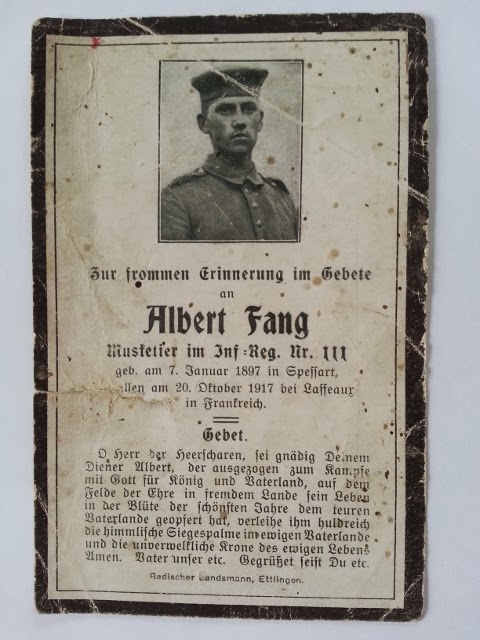 Zur frommen Erinnerung im Gebete
an
Albert Fang
Musketier im Inf=Reg. Nr. 111
geb. am 7. Januar 1897 in Spessart,
allen am 20. Oktober 1917 bei Laffeaux
in Frankreich.
Gebet.
O Herr der Heerscharen, sei gnädig Deinem
Diener Albert, der ausgezogen zum Kampfe
mit Gott für König und Vaterland, auf dem
Felde der Ehre in fremdem Lande sein Leben
in der Blüte der schönsten Jahre dem teuren
Vaterlande geopfert hat, verleihe ihm huldreich
die himmlische Siegespalme im ewigen Vaterlande
und die unverwelkliche Krone des ewigen Lebens
Amen. Vater unser etc. Gegrüßet seist Du etc.
Badischer Landsmann, Ettlingen.